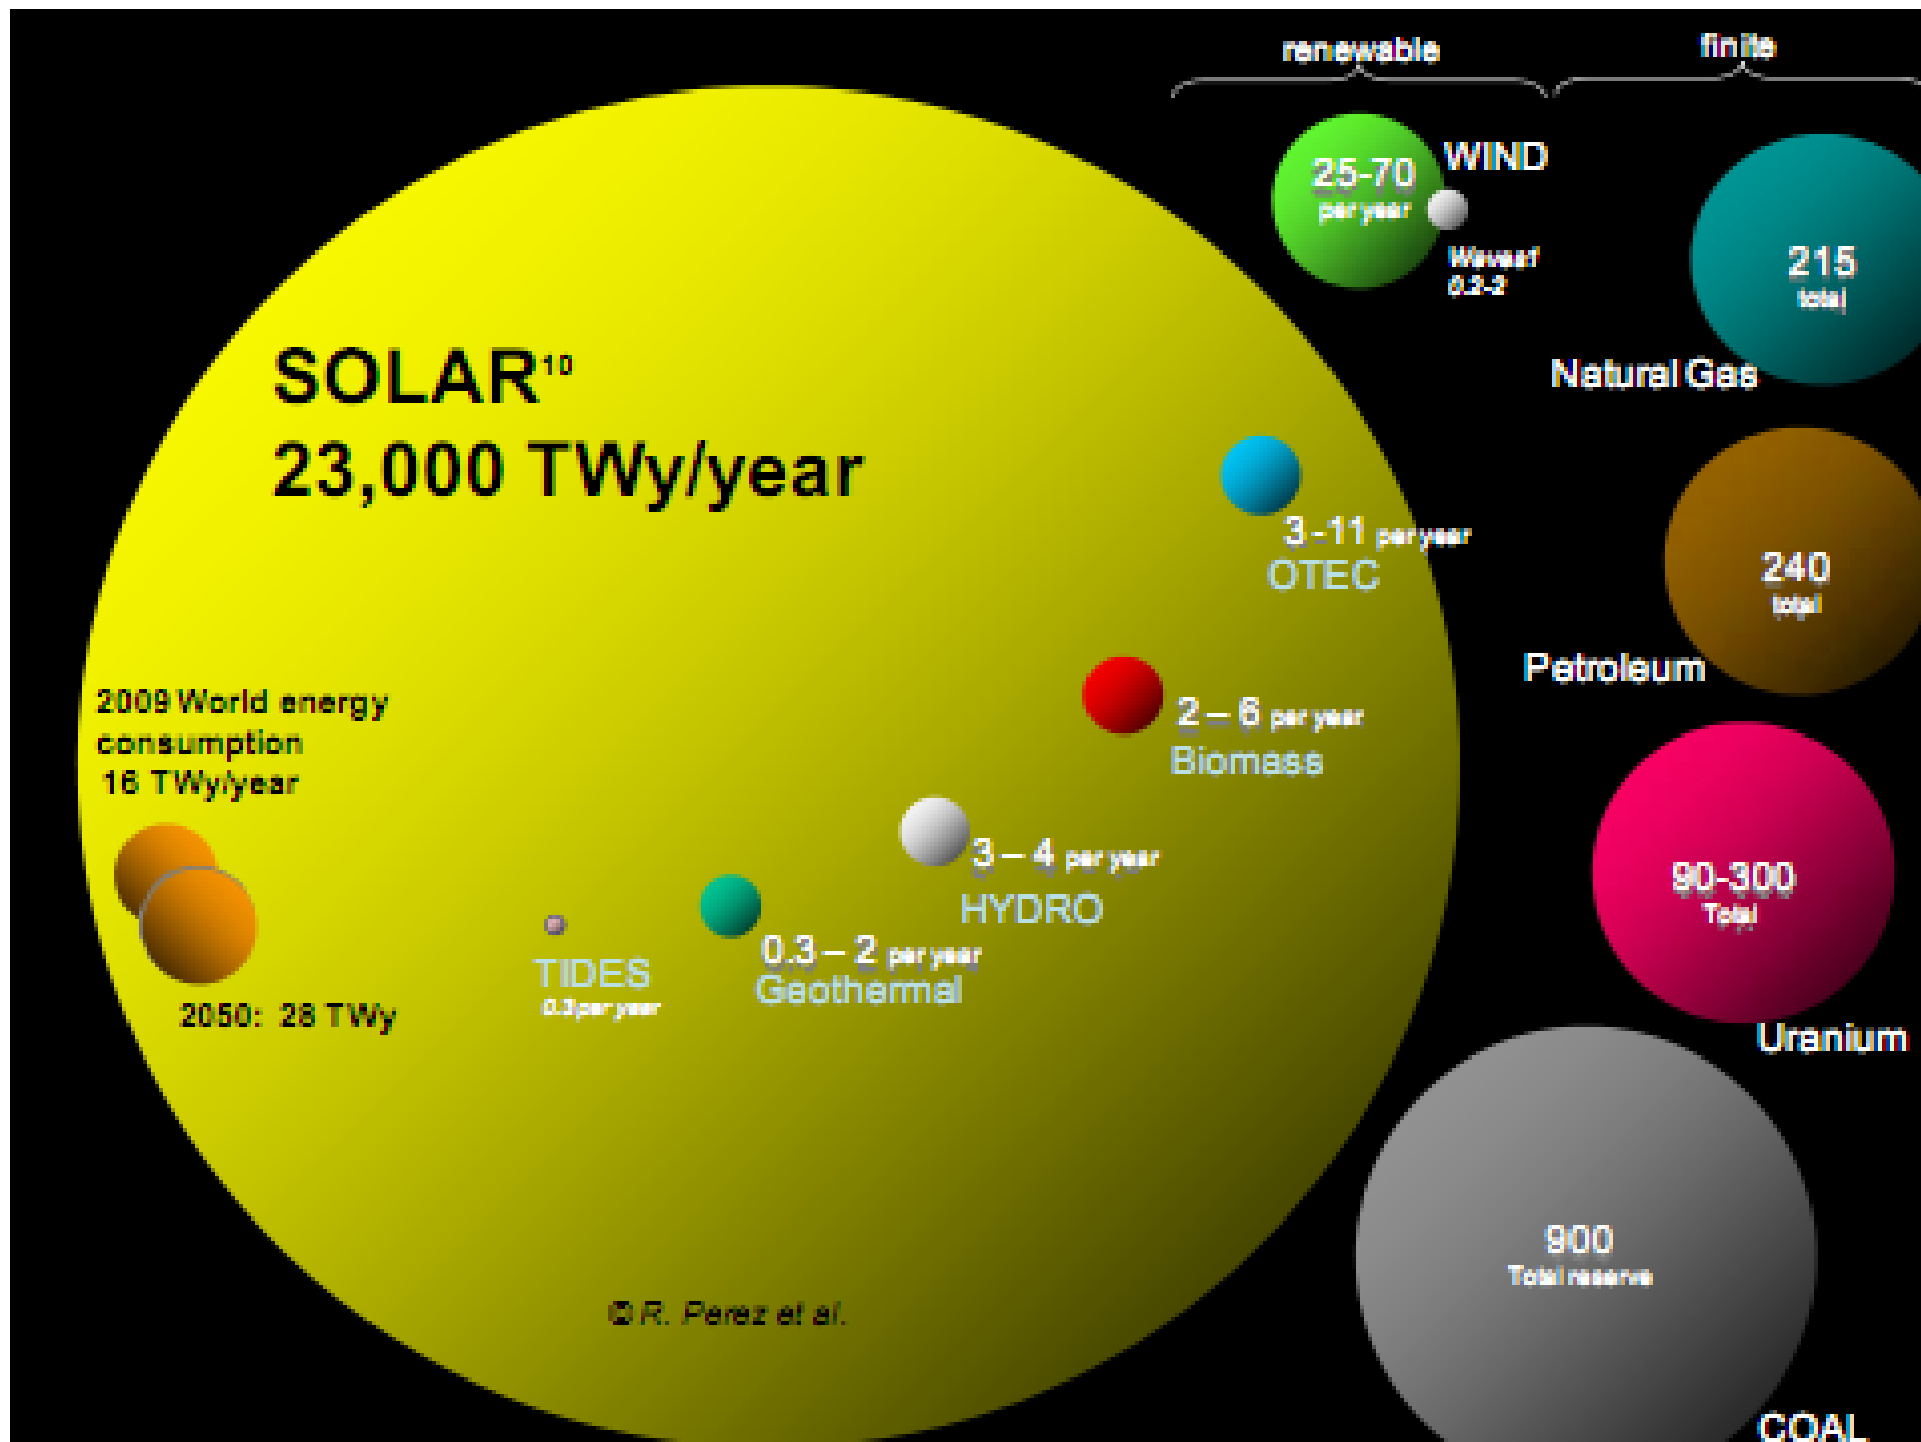 renewable
finite
25-70
per year
WIND
Waves1
0.2-2
215
total
Natural Gas
SOLAR10
23,000 TWy/year
3 -11 per year
OTEC
240
total
Petroleum
2009 World energy
consumption
16 TWy/year
2 – 6 per year
Biomass
3 – 4 per year
HYDRO
90-300
Total
Uranium
0.3 – 2 per year
Geothermal
TIDES
0.3 per year
2050: 28 TWy
900
Total reserve
© R. Perez et al.
COAL